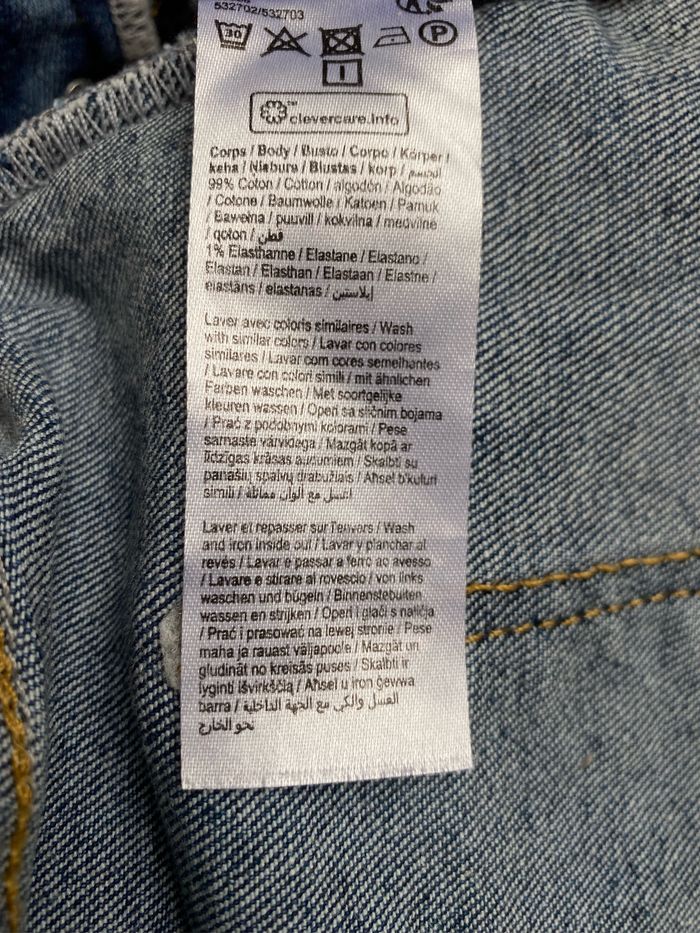 532702/532703
30
P
I
clevercare.info
Corps / Body / Busto / Corpo / Körper /
keha / Ķieburs / Blustas / korp / الجسم
99% Coton / Cotton / algodón / Algodão
/ Cotone / Baumwolle / Katoen / Pamuk
/ Bawełna / puuvill / kokvilna / medvilnė
/ qoton / قطن
1% Elasthanne / Elastane / Elastano /
Elastan / Elasthan / Elastaan / Elastne /
elastāns / elastanas / إيلاستين
Laver avec coloris similaires / Wash
with similar colors / Lavar con colores
similares / Lavar com cores semelhantes
/ Lavare con colori simili / mit ähnlichen
Farben waschen / Met soortgelijke
kleuren wassen / Operi sa sličnim bojama
/ Prać z podobnymi kolorami / Pese
sarnaste värvidega / Mazgāt kopā ar
līdzīgas krāsas audumiem / Skalbti su
panašių spalvų drabužiais / Aħsel b'kuluri
simili / اغسل مع ألوان مماثلة
Laver et repasser sur l'envers / Wash
and iron inside out / Lavar y planchar al
revés / Lavar e passar a ferro ao avesso
/ Lavare e stirare al rovescio / von links
waschen und bügeln / Binnenstebuiten
wassen en strijken / Operi i glači s naličja
/ Prać i prasować na lewej stronie / Pese
maha ja rauast väljapoole / Mazgāt un
gludināt no kreisās puses / Skalbti ir
lyginti išvirkščią / Aħsel u iron ġewwa
barra / الغسل والكي مع الجهة الداخلية
نحو الخارج